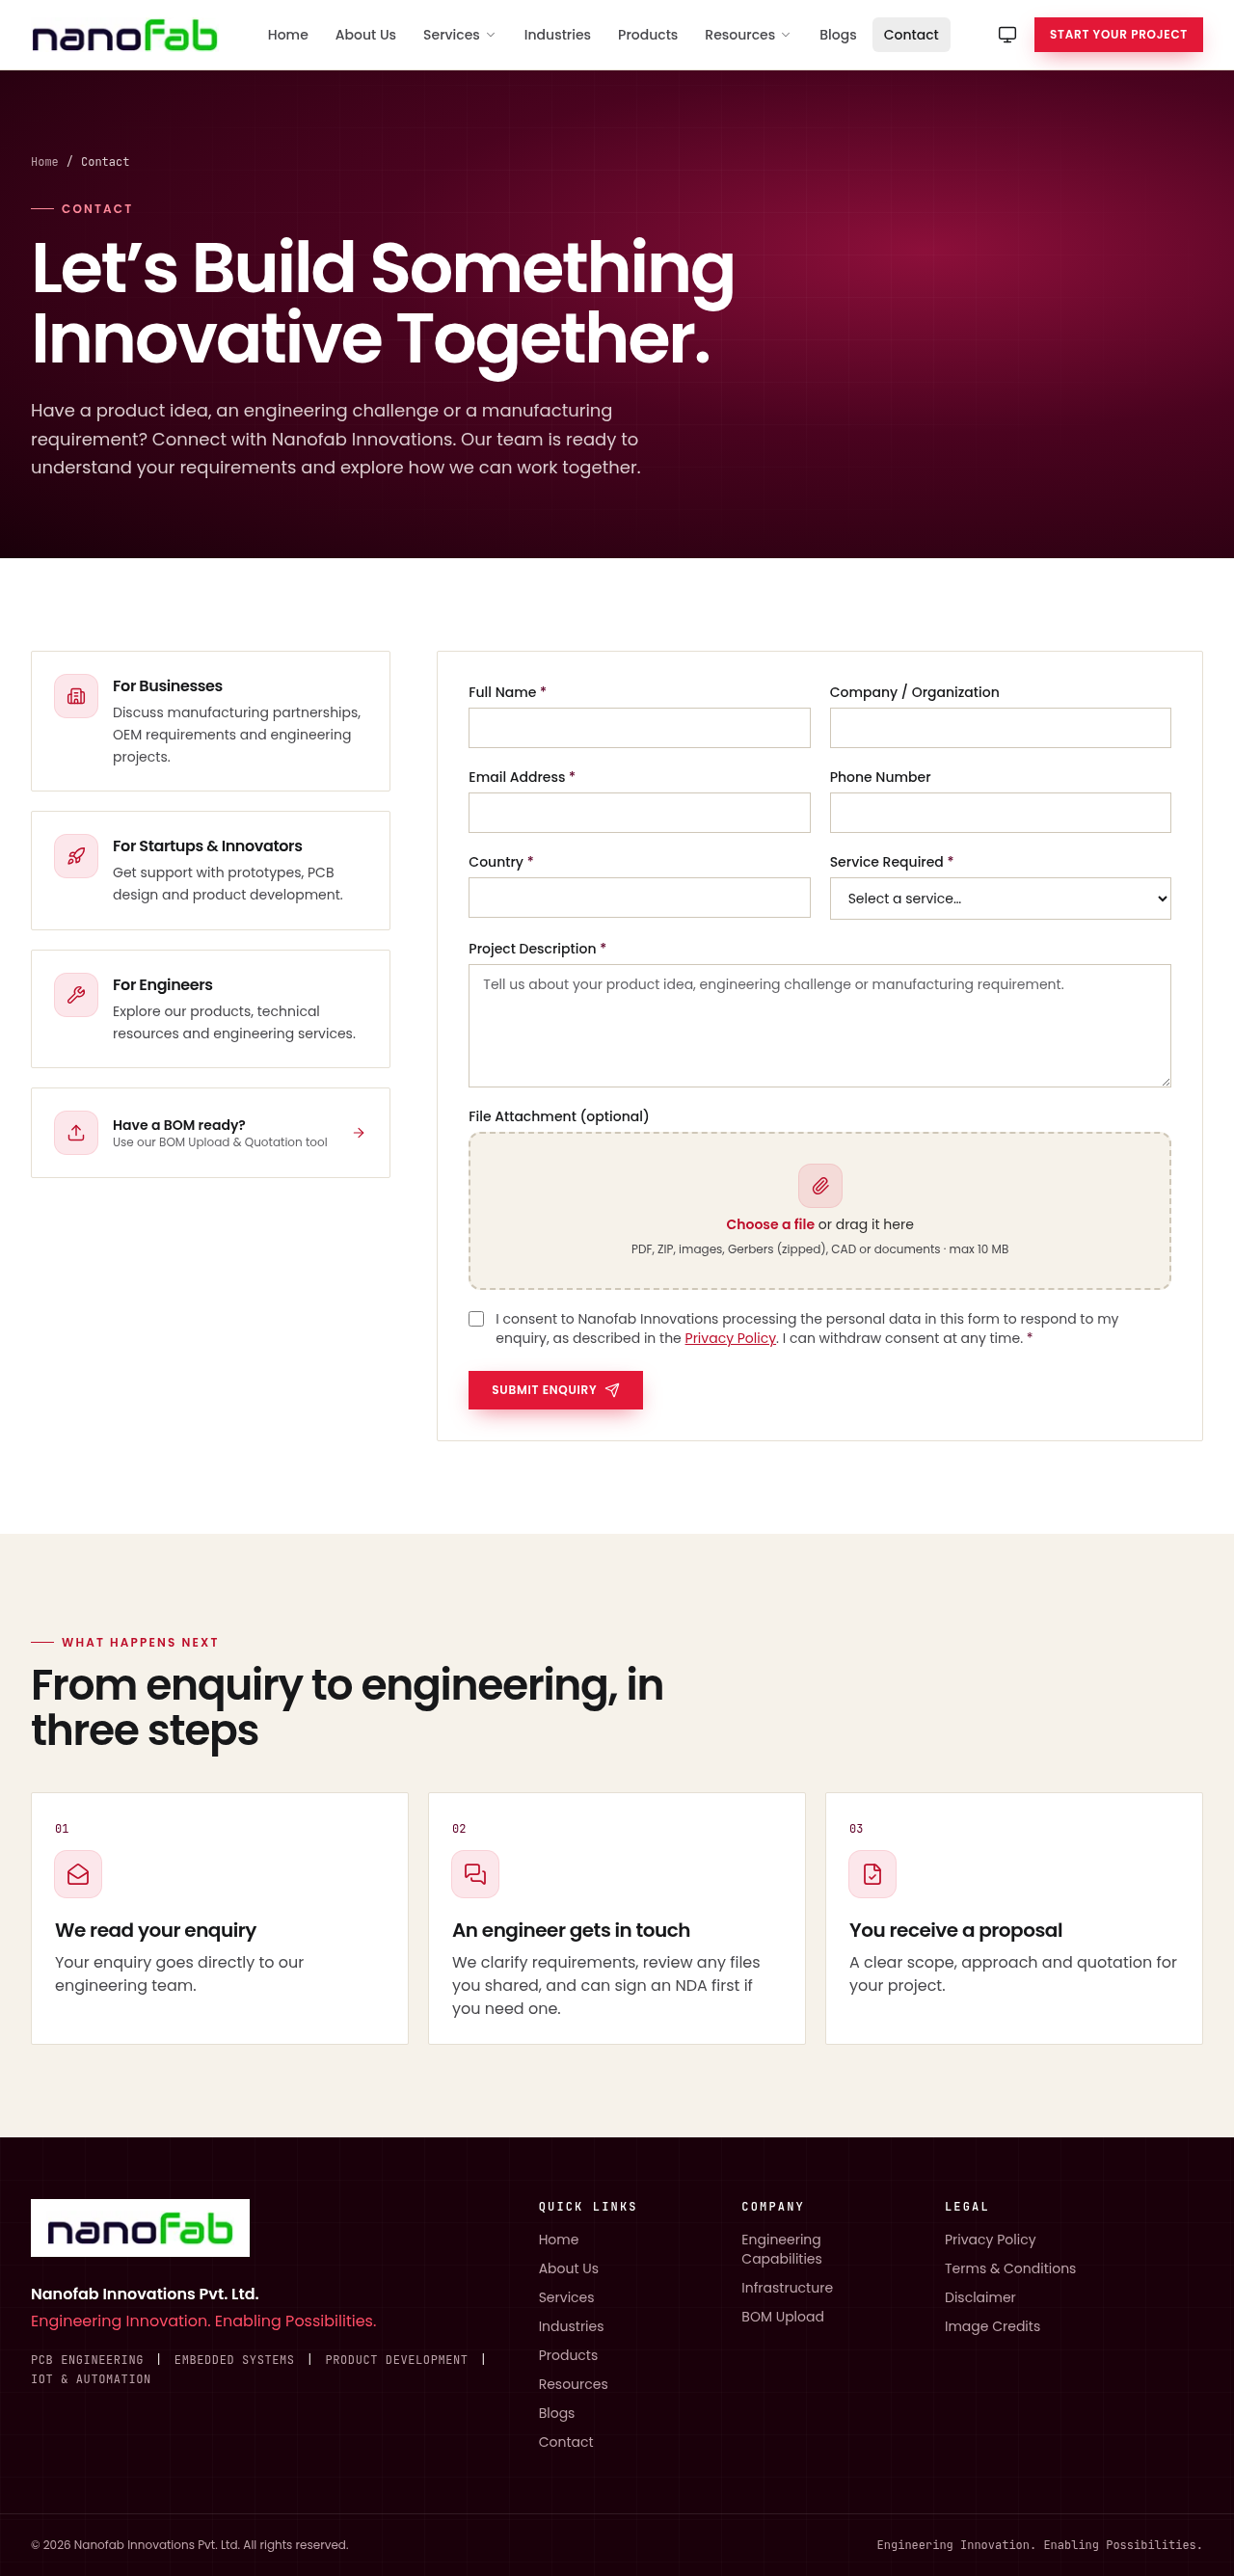 nanoFab
Home
About Us
Services
Industries
Products
Resources
Blogs
Contact
START YOUR PROJECT
Home / Contact
CONTACT
Let’s Build Something
Innovative Together.
Have a product idea, an engineering challenge or a manufacturing
requirement? Connect with Nanofab Innovations. Our team is ready to
understand your requirements and explore how we can work together.
For Businesses
Discuss manufacturing partnerships,
OEM requirements and engineering
projects.
For Startups & Innovators
Get support with prototypes, PCB
design and product development.
For Engineers
Explore our products, technical
resources and engineering services.
Have a BOM ready?
Use our BOM Upload & Quotation tool
Full Name *
Company / Organization
Email Address *
Phone Number
Country *
Service Required *
Select a service…
Project Description *
Tell us about your product idea, engineering challenge or manufacturing requirement.
File Attachment (optional)
Choose a file or drag it here
PDF, ZIP, images, Gerbers (zipped), CAD or documents · max 10 MB
I consent to Nanofab Innovations processing the personal data in this form to respond to my
enquiry, as described in the Privacy Policy. I can withdraw consent at any time. *
SUBMIT ENQUIRY
WHAT HAPPENS NEXT
From enquiry to engineering, in
three steps
01
We read your enquiry
Your enquiry goes directly to our
engineering team.
02
An engineer gets in touch
We clarify requirements, review any files
you shared, and can sign an NDA first if
you need one.
03
You receive a proposal
A clear scope, approach and quotation for
your project.
nanoFab
Nanofab Innovations Pvt. Ltd.
Engineering Innovation. Enabling Possibilities.
PCB ENGINEERING | EMBEDDED SYSTEMS | PRODUCT DEVELOPMENT |
IOT & AUTOMATION
QUICK LINKS
Home
About Us
Services
Industries
Products
Resources
Blogs
Contact
COMPANY
Engineering
Capabilities
Infrastructure
BOM Upload
LEGAL
Privacy Policy
Terms & Conditions
Disclaimer
Image Credits
© 2026 Nanofab Innovations Pvt. Ltd. All rights reserved.
Engineering Innovation. Enabling Possibilities.